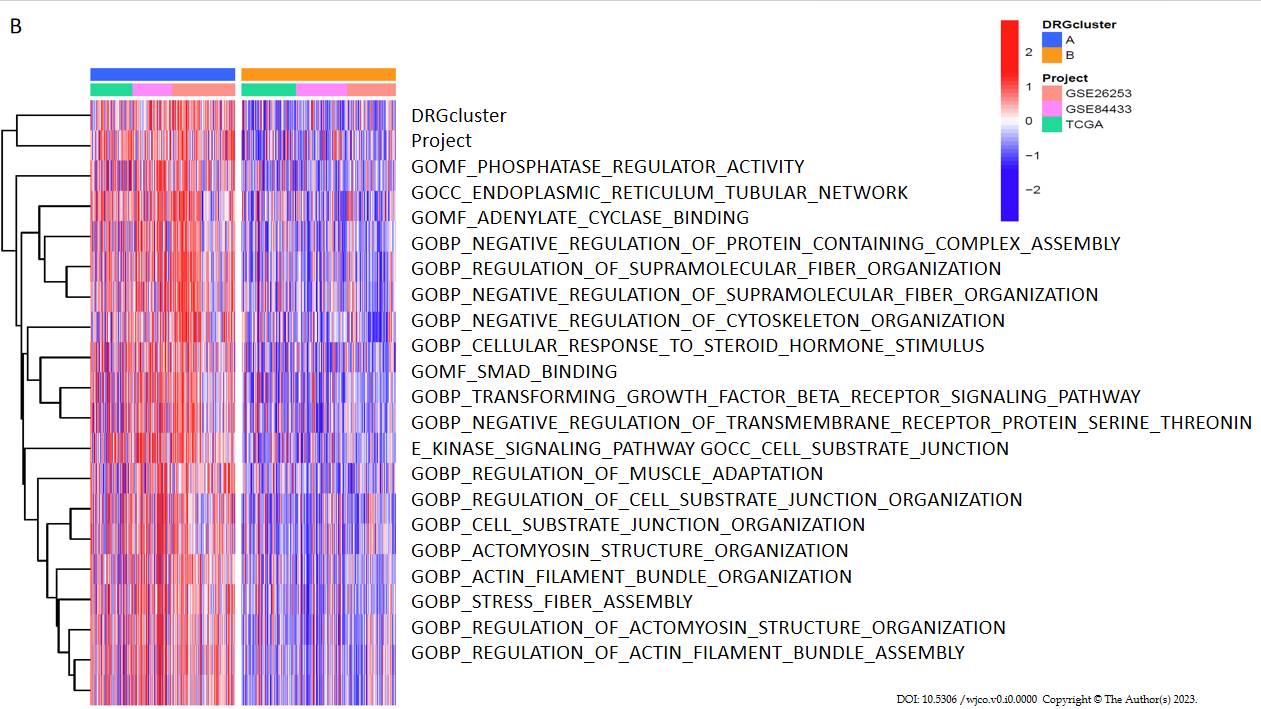 B
DRGcluster
A
B
Project
GSE26253
GSE84433
TCGA
2
1
0
−1
−2
DRGcluster
Project
GOMF_PHOSPHATASE_REGULATOR_ACTIVITY
GOCC_ENDOPLASMIC_RETICULUM_TUBULAR_NETWORK
GOMF_ADENYLATE_CYCLASE_BINDING
GOBP_NEGATIVE_REGULATION_OF_PROTEIN_CONTAINING_COMPLEX_ASSEMBLY
GOBP_REGULATION_OF_SUPRAMOLECULAR_FIBER_ORGANIZATION
GOBP_NEGATIVE_REGULATION_OF_SUPRAMOLECULAR_FIBER_ORGANIZATION
GOBP_NEGATIVE_REGULATION_OF_CYTOSKELETON_ORGANIZATION
GOBP_CELLULAR_RESPONSE_TO_STEROID_HORMONE_STIMULUS
GOMF_SMAD_BINDING
GOBP_TRANSFORMING_GROWTH_FACTOR_BETA_RECEPTOR_SIGNALING_PATHWAY
GOBP_NEGATIVE_REGULATION_OF_TRANSMEMBRANE_RECEPTOR_PROTEIN_SERINE_THREONIN
E_KINASE_SIGNALING_PATHWAY GOCC_CELL_SUBSTRATE_JUNCTION
GOBP_REGULATION_OF_MUSCLE_ADAPTATION
GOBP_REGULATION_OF_CELL_SUBSTRATE_JUNCTION_ORGANIZATION
GOBP_CELL_SUBSTRATE_JUNCTION_ORGANIZATION
GOBP_ACTOMYOSIN_STRUCTURE_ORGANIZATION
GOBP_ACTIN_FILAMENT_BUNDLE_ORGANIZATION
GOBP_STRESS_FIBER_ASSEMBLY
GOBP_REGULATION_OF_ACTOMYOSIN_STRUCTURE_ORGANIZATION
GOBP_REGULATION_OF_ACTIN_FILAMENT_BUNDLE_ASSEMBLY
DOI: 10.5306 /wjco.v0.i0.0000 Copyright © The Author(s) 2023.